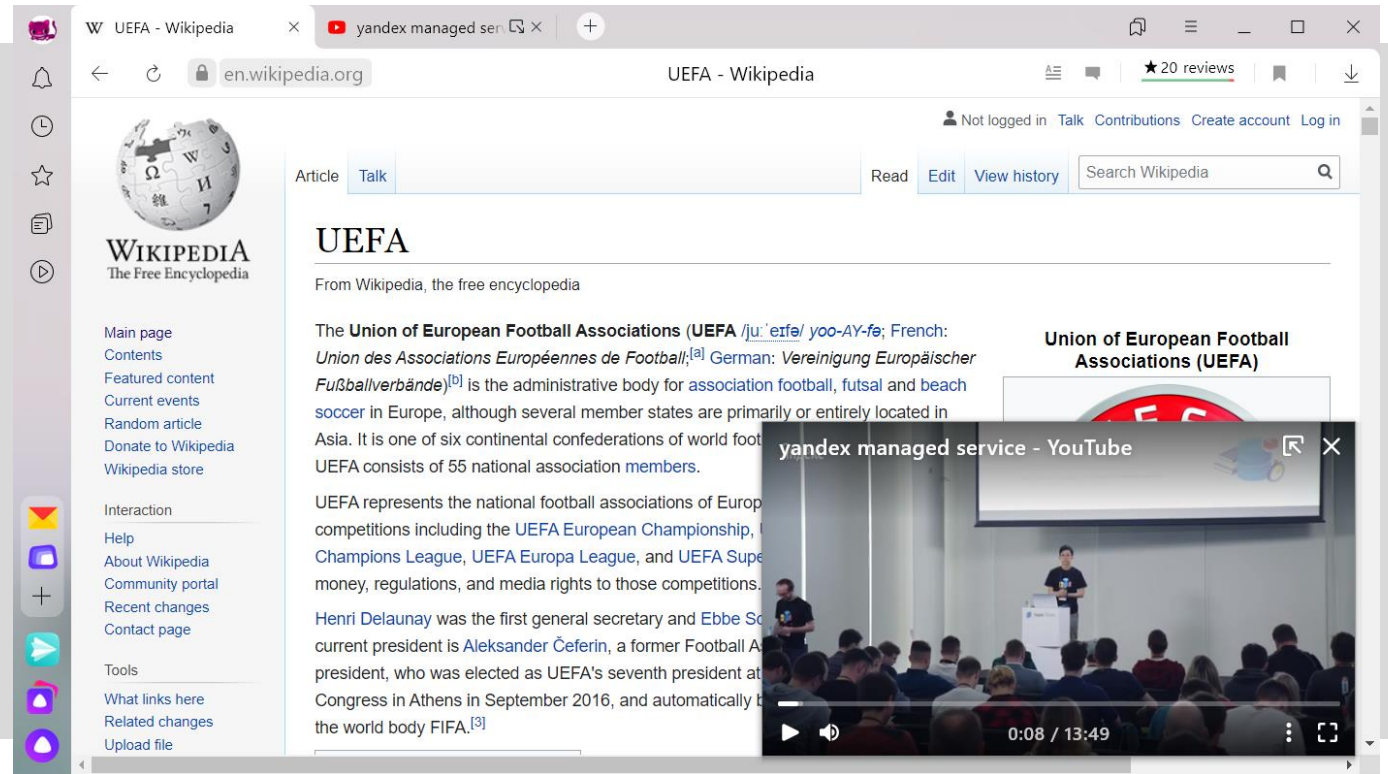 UEFA - Wikipedia
yandex managed ser
en.wikipedia.org
UEFA - Wikipedia
★20 reviews
Not logged in Talk Contributions Create account Log in
Article Talk
Read Edit View history
Search Wikipedia
WIKIPEDIA
The Free Encyclopedia
Main page
Contents
Featured content
Current events
Random article
Donate to Wikipedia
Wikipedia store
Interaction
Help
About Wikipedia
Community portal
Recent changes
Contact page
Tools
What links here
Related changes
Upload file
UEFA
From Wikipedia, the free encyclopedia
The Union of European Football Associations (UEFA /juːˈeɪfə/ yoo-AY-fə; French:
Union des Associations Européennes de Football;[a] German: Vereinigung Europäischer
Fußballverbände)[b] is the administrative body for association football, futsal and beach
soccer in Europe, although several member states are primarily or entirely located in
Asia. It is one of six continental confederations of world foot
UEFA consists of 55 national association members.
UEFA represents the national football associations of Europ
competitions including the UEFA European Championship,
Champions League, UEFA Europa League, and UEFA Supe
money, regulations, and media rights to those competitions.
Henri Delaunay was the first general secretary and Ebbe Sc
current president is Aleksander Čeferin, a former Football A
president, who was elected as UEFA's seventh president at
Congress in Athens in September 2016, and automatically b
the world body FIFA.[3]
Union of European Football
Associations (UEFA)
yandex managed service - YouTube
0:08 / 13:49